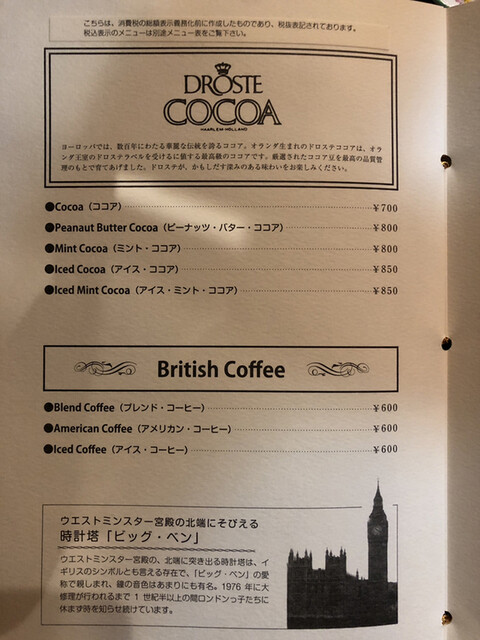 こちらは、消費税の総額表示義務化前に作成したものであり、税抜表記されております。
税込表示のメニューは別途メニュー表をご覧下さい。
DROSTE
COCOA
HAARLEM-HOLLAND
ヨーロッパでは、数百年にわたる華麗な伝統を誇るココア。オランダ生まれのドロステココアは、オラ
ンダ王室のドロステラベルを受けるに値する最高級のココアです。厳選されたココア豆を最高の品質管
理のもとで育てあげました。ドロステが、かもしだす深みのある味わいをお楽しみください。
●Cocoa（ココア） ¥700
●Peanaut Butter Cocoa（ピーナッツ・バター・ココア） ¥800
●Mint Cocoa（ミント・ココア） ¥800
●Iced Cocoa（アイス・ココア） ¥850
●Iced Mint Cocoa（アイス・ミント・ココア） ¥850
British Coffee
●Blend Coffee（ブレンド・コーヒー） ¥600
●American Coffee（アメリカン・コーヒー） ¥600
●Iced Coffee（アイス・コーヒー） ¥600
ウエストミンスター宮殿の北端にそびえる
時計塔「ビッグ・ベン」
ウエストミンスター宮殿の、北端に突き出る時計塔は、イ
ギリスのシンボルとも言える存在で、「ビッグ・ベン」の愛
称で親しまれ、鐘の音色はあまりにも有名。1976 年に大
修理が行われるまで 1 世紀半以上の間ロンドンっ子たちに
休まず時を知らせ続けています。